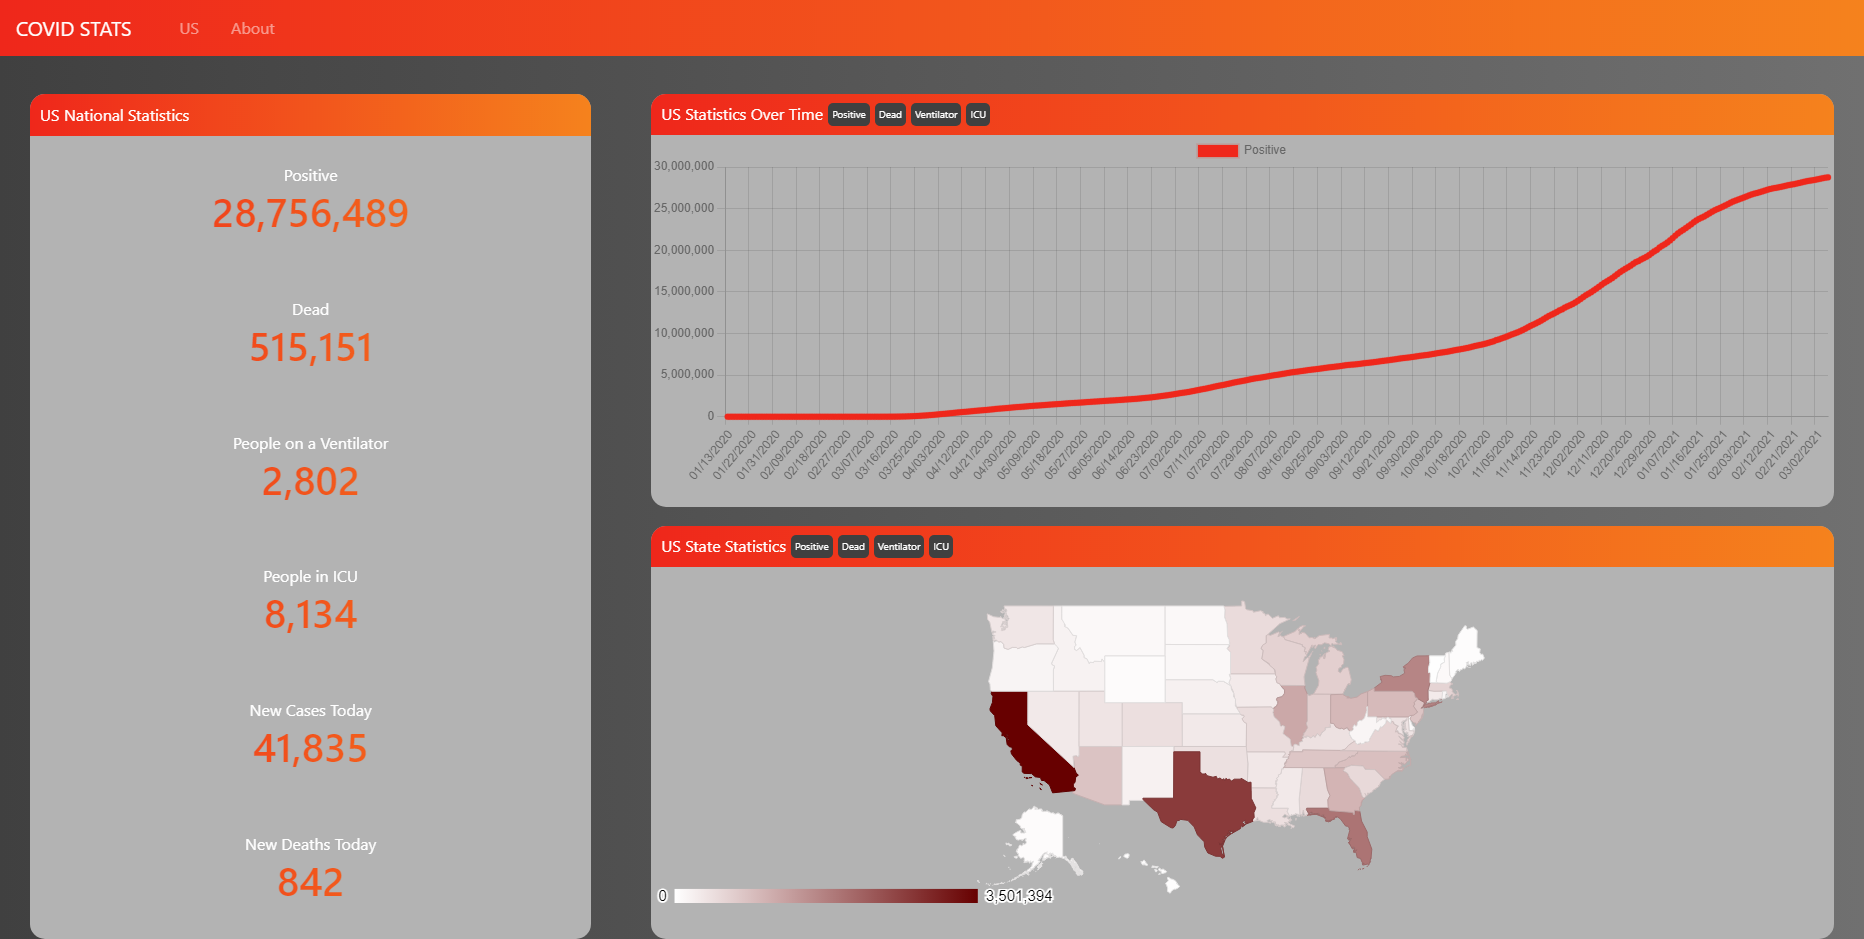 COVID STATS US About
US National Statistics
Positive
28,756,489
Dead
515,151
People on a Ventilator
2,802
People in ICU
8,134
New Cases Today
41,835
New Deaths Today
842
US Statistics Over Time Positive Dead Ventilator ICU
Positive
30,000,000
25,000,000
20,000,000
15,000,000
10,000,000
5,000,000
0
01/13/2020 01/22/2020 01/31/2020 02/09/2020 02/18/2020 02/27/2020 03/07/2020 03/16/2020 03/25/2020 04/03/2020 04/12/2020 04/21/2020 04/30/2020 05/09/2020 05/18/2020 05/27/2020 06/05/2020 06/14/2020 06/23/2020 07/02/2020 07/11/2020 07/20/2020 07/29/2020 08/07/2020 08/16/2020 08/25/2020 09/03/2020 09/12/2020 09/21/2020 09/30/2020 10/09/2020 10/18/2020 10/27/2020 11/05/2020 11/14/2020 11/23/2020 12/02/2020 12/11/2020 12/20/2020 12/29/2020 01/07/2021 01/16/2021 01/25/2021 02/03/2021 02/12/2021 02/21/2021 03/02/2021
US State Statistics Positive Dead Ventilator ICU
0 3,501,394